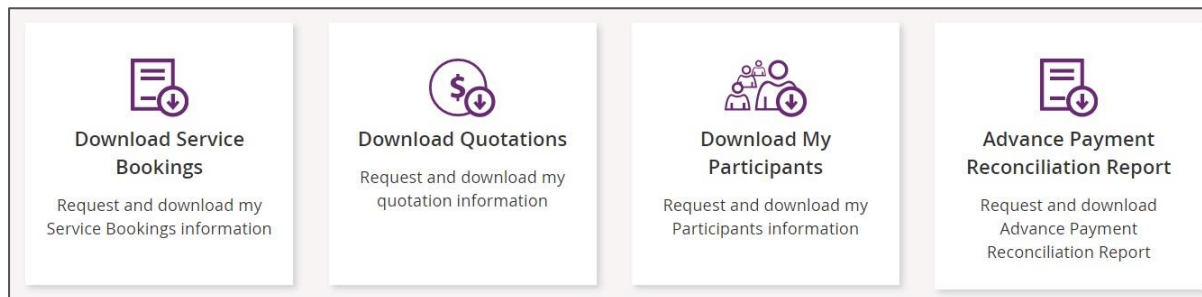 $
Download Service
Bookings
Request and download my
Service Bookings information
Download Quotations
Request and download my
quotation information
Download My
Participants
Request and download my
Participants information
Advance Payment
Reconciliation Report
Request and download
Advance Payment
Reconciliation Report